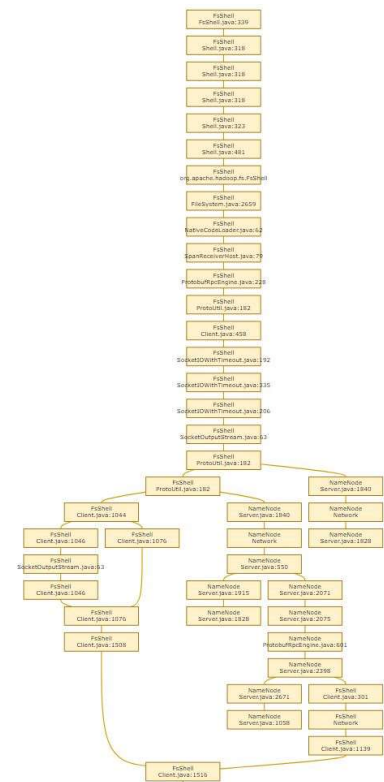 FsShell
FsShell.java:339
FsShell
Shell.java:318
FsShell
Shell.java:318
FsShell
Shell.java:318
FsShell
Shell.java:323
FsShell
Shell.java:481
FsShell
org.apache.hadoop.fs.FsShell
FsShell
FileSystem.java:2659
FsShell
NativeCodeLoader.java:62
FsShell
SpanReceiverHost.java:79
FsShell
ProtobufRpcEngine.java:228
FsShell
ProtoUtil.java:182
FsShell
Client.java:458
FsShell
SocketIOWithTimeout.java:192
FsShell
SocketIOWithTimeout.java:335
FsShell
SocketIOWithTimeout.java:206
FsShell
SocketOutputStream.java:63
FsShell
ProtoUtil.java:182
FsShell
ProtoUtil.java:182
NameNode
Server.java:1840
FsShell
Client.java:1044
NameNode
Server.java:1840
NameNode
Network
FsShell
Client.java:1046
FsShell
Client.java:1076
NameNode
Network
NameNode
Server.java:1828
FsShell
SocketOutputStream.java:63
NameNode
Server.java:550
FsShell
Client.java:1046
NameNode
Server.java:1915
NameNode
Server.java:2071
FsShell
Client.java:1076
NameNode
Server.java:1828
NameNode
Server.java:2075
FsShell
Client.java:1508
NameNode
ProtobufRpcEngine.java:601
NameNode
Server.java:2398
NameNode
Server.java:2671
FsShell
Client.java:301
NameNode
Server.java:1058
FsShell
Network
FsShell
Client.java:1139
FsShell
Client.java:1516